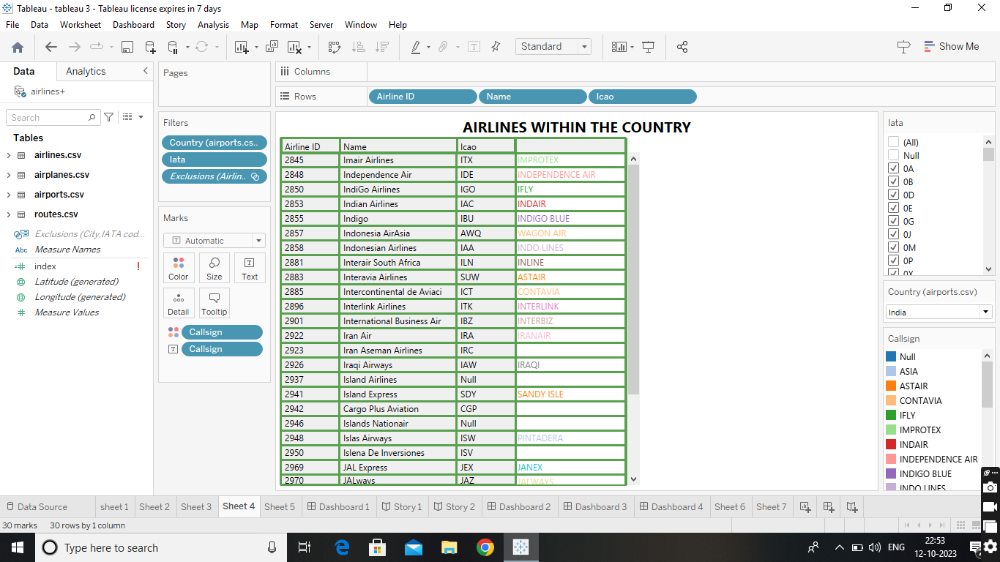 Tableau - tableau 3 - Tableau license expires in 7 days
File Data Worksheet Dashboard Story Analysis Map Format Server Window Help
Standard
Show Me
Data Analytics
airlines+
Search
Tables
airlines.csv
airplanes.csv
airports.csv
routes.csv
Exclusions (City,IATA cod...
Abc Measure Names
index !
Latitude (generated)
Longitude (generated)
Measure Values
Pages
Filters
Country (airports.cs..
Iata
Exclusions (Airlin..
Marks
Automatic
Color Size Text
Detail Tooltip
Callsign
Callsign
Columns
Rows Airline ID Name Icao
AIRLINES WITHIN THE COUNTRY
Airline ID Name Icao
2845 Imair Airlines ITX IMPROTEX
2848 Independence Air IDE INDEPENDENCE AIR
2850 IndiGo Airlines IGO IFLY
2853 Indian Airlines IAC INDAIR
2855 Indigo IBU INDIGO BLUE
2857 Indonesia AirAsia AWQ WAGON AIR
2858 Indonesian Airlines IAA INDO LINES
2881 Interair South Africa ILN INLINE
2883 Interavia Airlines SUW ASTAIR
2885 Intercontinental de Aviaci ICT CONTAVIA
2896 Interlink Airlines ITK INTERLINK
2901 International Business Air IBZ INTERBIZ
2922 Iran Air IRA IRANAIR
2923 Iran Aseman Airlines IRC
2926 Iraqi Airways IAW IRAQI
2937 Island Airlines Null
2941 Island Express SDY SANDY ISLE
2942 Cargo Plus Aviation CGP
2946 Islands Nationair Null
2948 Islas Airways ISW PINTADERA
2950 Islena De Inversiones ISV
2969 JAL Express JEX JANEX
2970 JALways JAZ JALWAYS
Iata
(All)
Null
0A
0B
0D
0E
0G
0J
0M
0P
0X
Country (airports.csv)
India
Callsign
Null
ASIA
ASTAIR
CONTAVIA
IFLY
IMPROTEX
INDAIR
INDEPENDENCE AIR
INDIGO BLUE
INDO LINES
Data Source sheet 1 Sheet 2 Sheet 3 Sheet 4 Sheet 5 Dashboard 1 Story 1 Story 2 Dashboard 2 Dashboard 3 Dashboard 4 Sheet 6 Sheet 7
30 marks 30 rows by 1 column
Type here to search
ENG
22:53
12-10-2023